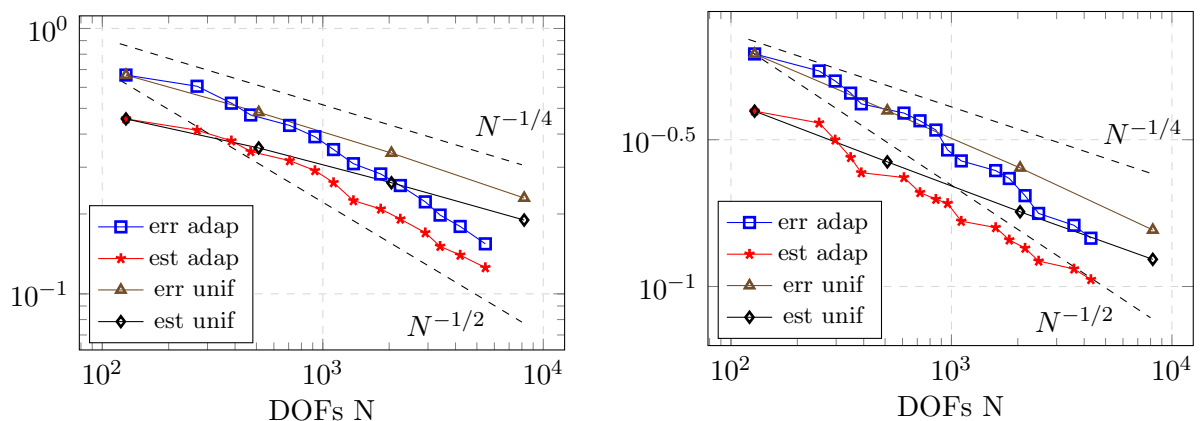 10^0
10^-1
N^-1/4
N^-1/2
err adap
est adap
err unif
est unif
10^2
10^3
10^4
DOFs N
10^-0.5
10^-1
N^-1/4
N^-1/2
err adap
est adap
err unif
est unif
10^2
10^3
10^4
DOFs N